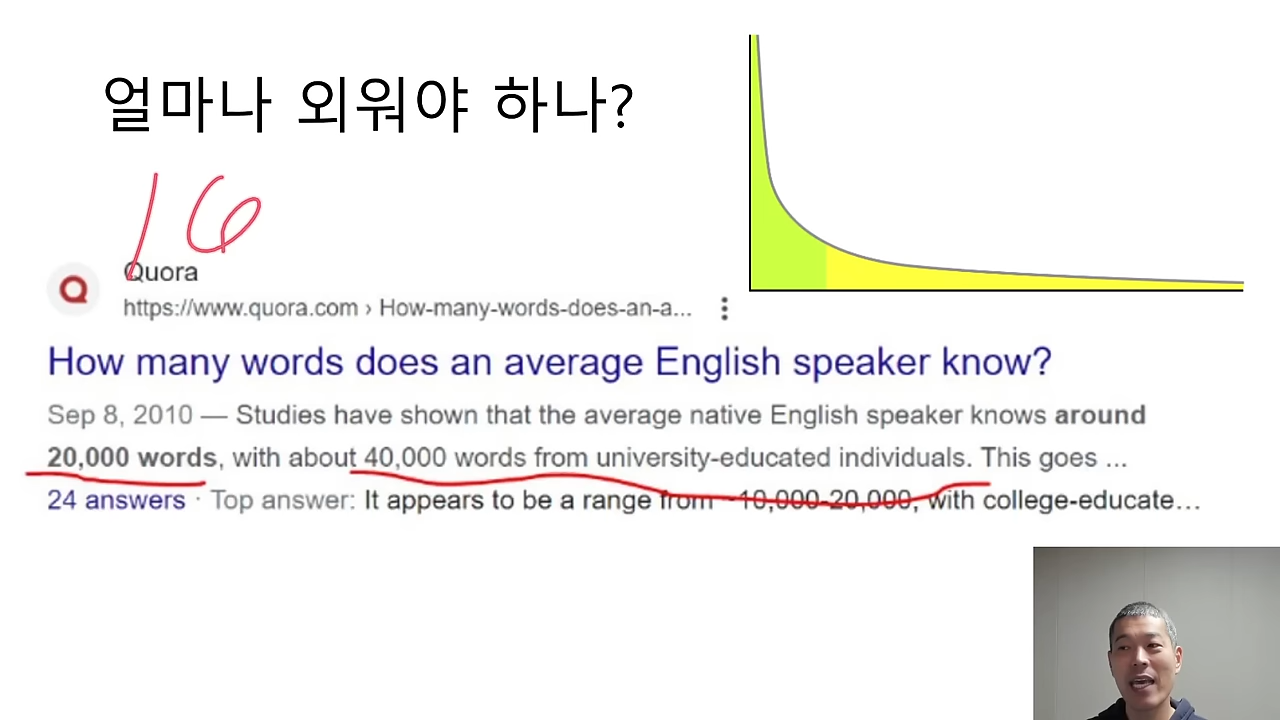 얼마나 외워야 하나?
16
Quora
https://www.quora.com › How-many-words-does-an-a...
How many words does an average English speaker know?
Sep 8, 2010 — Studies have shown that the average native English speaker knows around
20,000 words, with about 40,000 words from university-educated individuals. This goes ...
24 answers · Top answer: It appears to be a range from ~10,000-20,000, with college-educate...